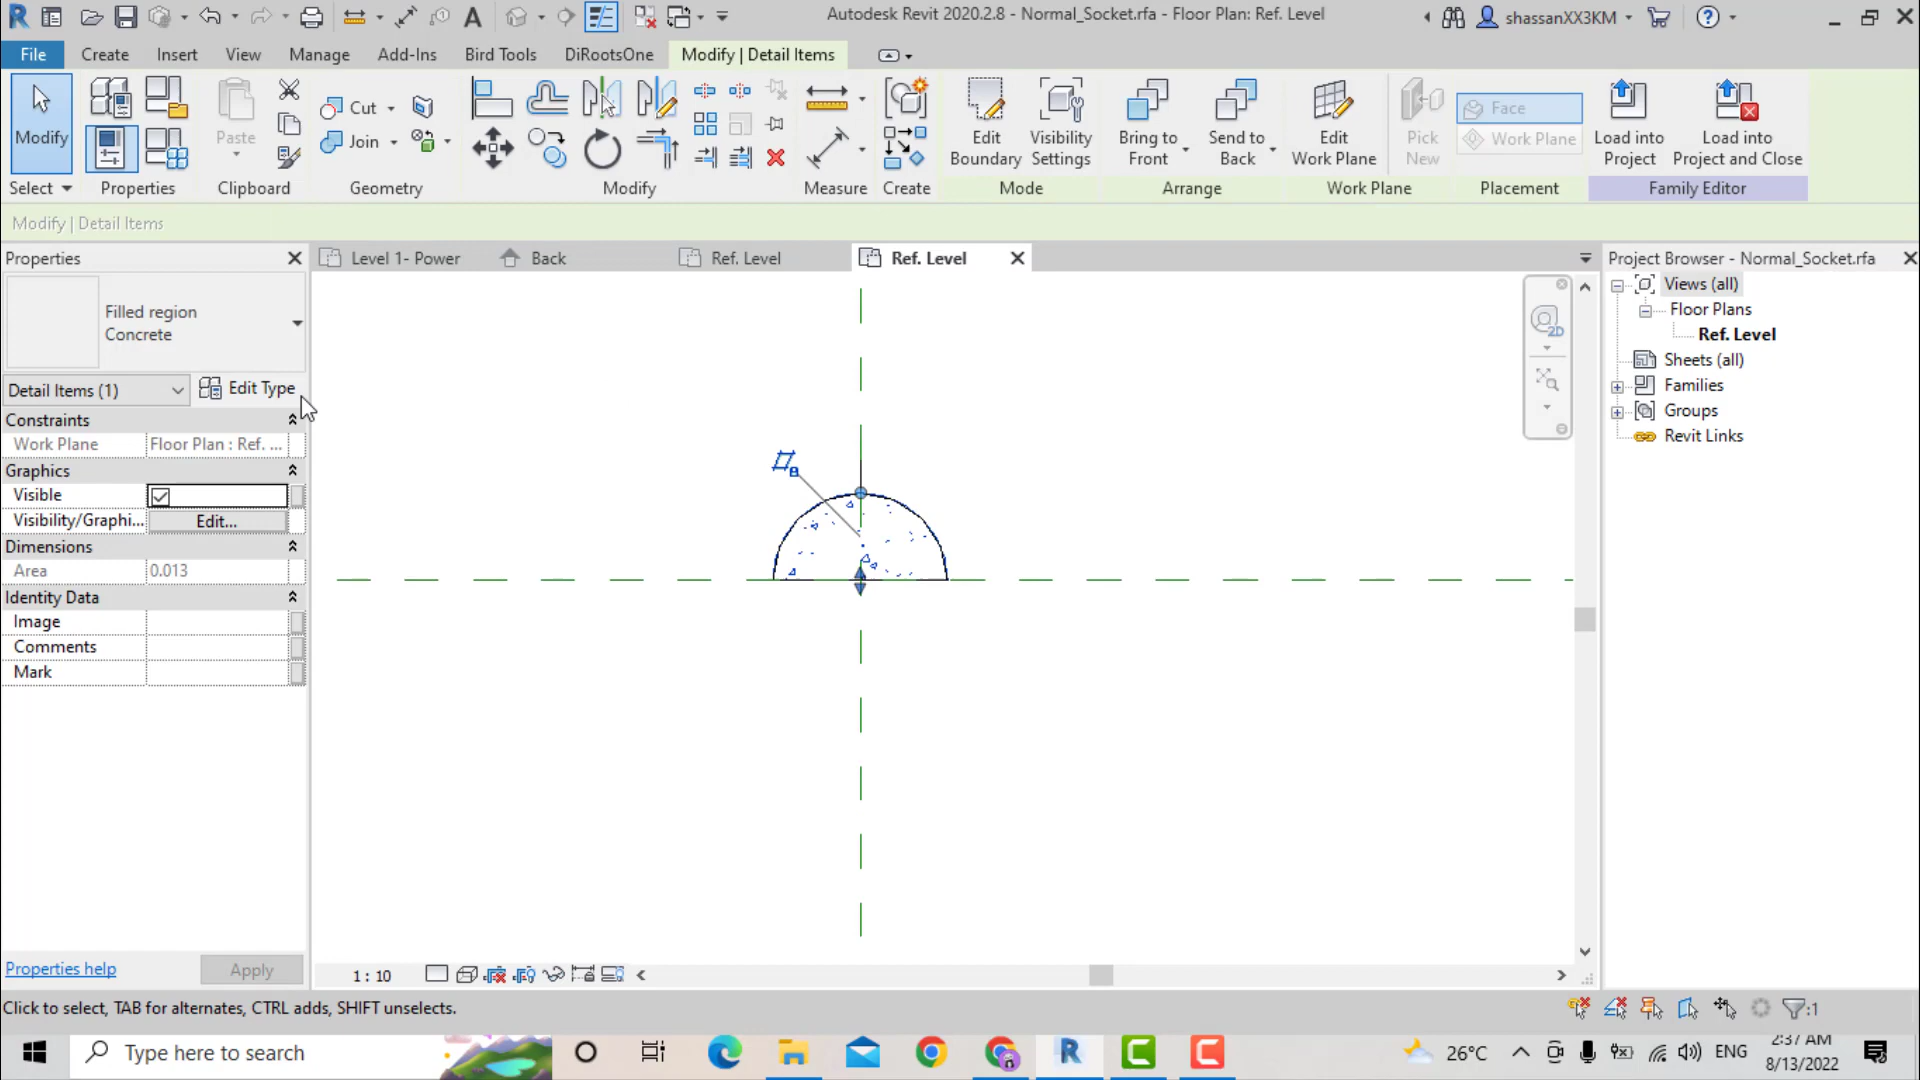 Autodesk Revit 2020.2.8 - Normal_Socket.rfa - Floor Plan: Ref. Level
shassanXX3KM
File Create Insert View Manage Add-Ins Bird Tools DiRootsOne Modify | Detail Items
Modify
Select
Properties
Paste
Clipboard
Cut
Join
Geometry
Modify
Measure
Create
Edit Boundary
Visibility Settings
Mode
Bring to Front
Send to Back
Arrange
Edit Work Plane
Work Plane
Pick New
Face
Work Plane
Placement
Load into Project
Load into Project and Close
Family Editor
Modify | Detail Items
Properties
Filled region
Concrete
Detail Items (1)
Edit Type
Constraints
Work Plane Floor Plan : Ref. ...
Graphics
Visible
Visibility/Graphi... Edit...
Dimensions
Area 0.013
Identity Data
Image
Comments
Mark
Properties help
Apply
Level 1- Power
Back
Ref. Level
Ref. Level
2D
1 : 10
Project Browser - Normal_Socket.rfa
Views (all)
Floor Plans
Ref. Level
Sheets (all)
Families
Groups
Revit Links
Click to select, TAB for alternates, CTRL adds, SHIFT unselects.
:1
Type here to search
26°C
ENG
2:37 AM
8/13/2022